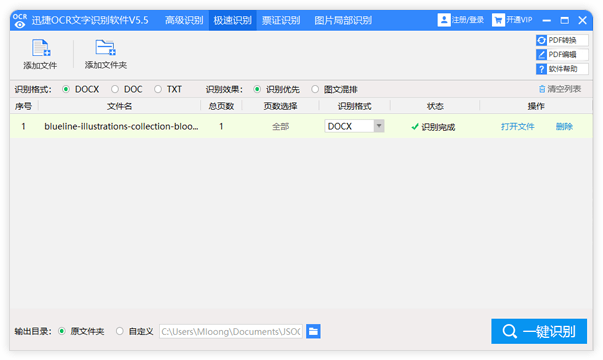 OCR 迅捷OCR文字识别软件V5.5 高级识别 极速识别 票证识别 图片局部识别 注册/登录 开通VIP
添加文件 添加文件夹
PDF转换
PDF编辑
软件帮助
识别格式: DOCX DOC TXT 识别效果: 识别优先 图文混排 清空列表
序号 文件名 总页数 页数选择 识别格式 状态 操作
1 blueline-illustrations-collection-bloo... 1 全部 DOCX 识别完成 打开文件 删除
输出目录: 原文件夹 自定义 C:\Users\Mloong\Documents\JSOC 一键识别